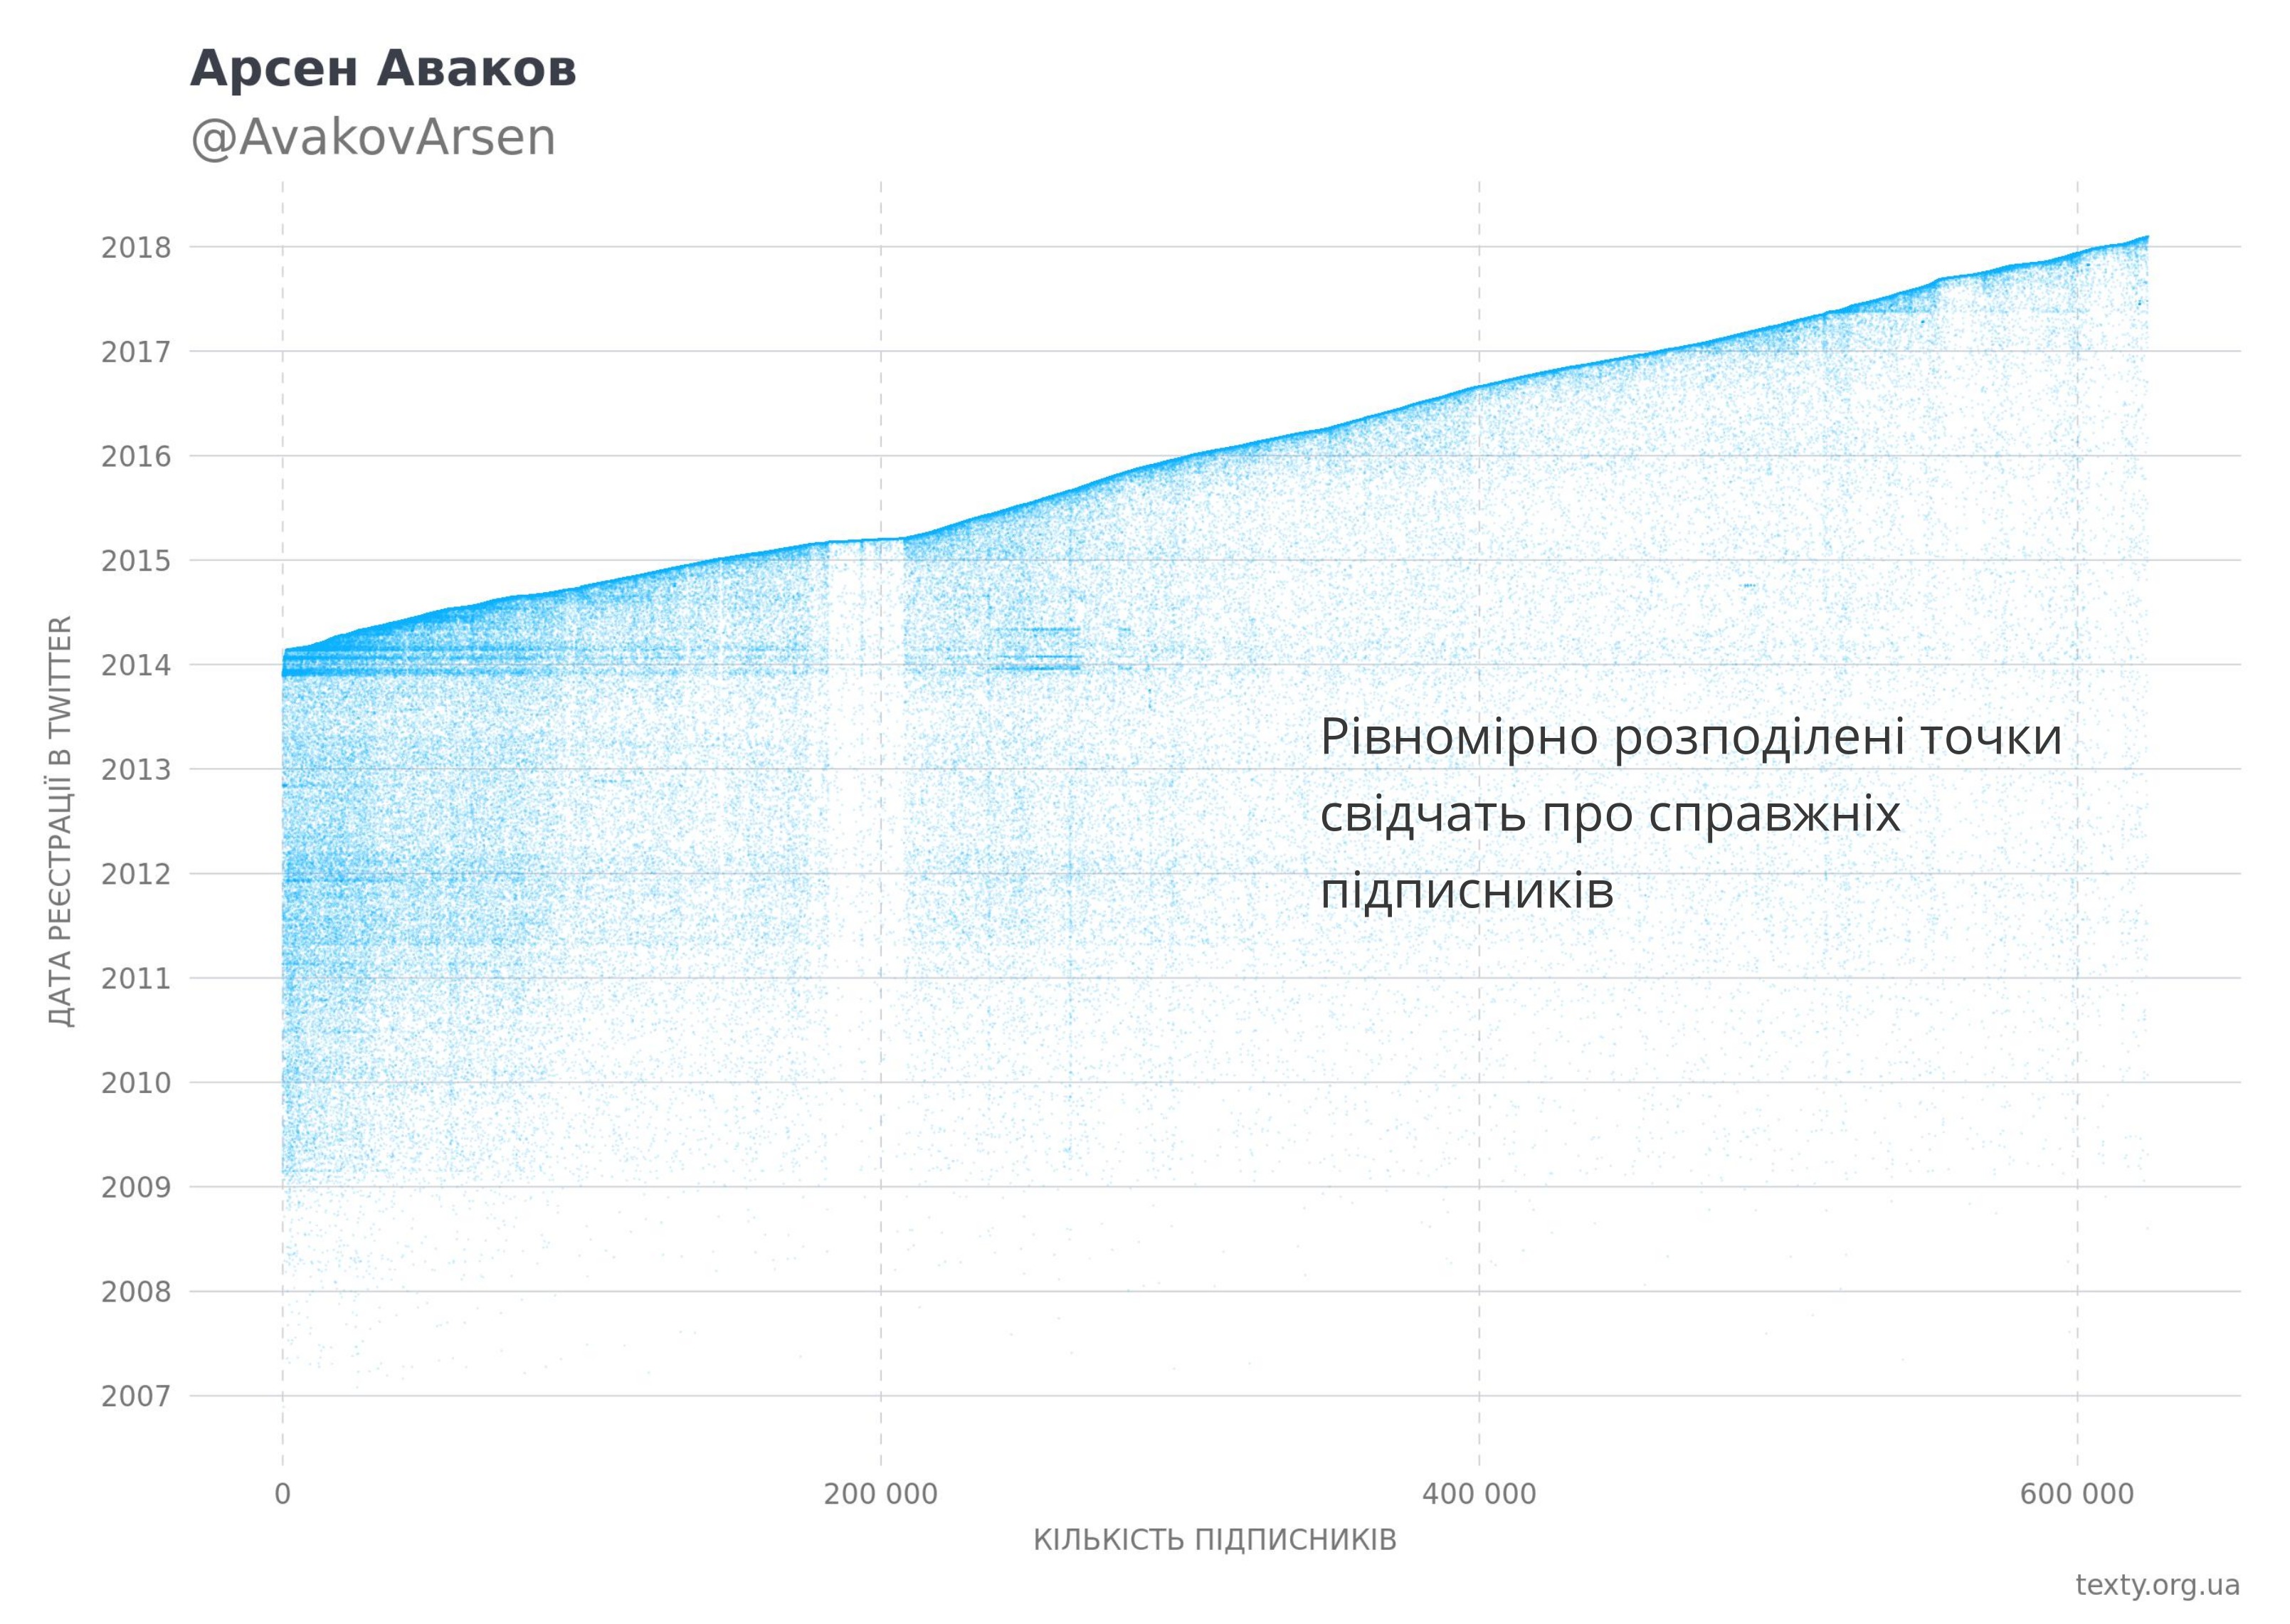 Арсен Аваков
@AvakovArsen
2018
2017
2016
2015
2014
2013
2012
2011
2010
2009
2008
2007
ДАТА РЕЄСТРАЦІЇ В TWITTER
Рівномірно розподілені точки
свідчать про справжніх
підписників
0
200 000
400 000
600 000
КІЛЬКІСТЬ ПІДПИСНИКІВ
texty.org.ua